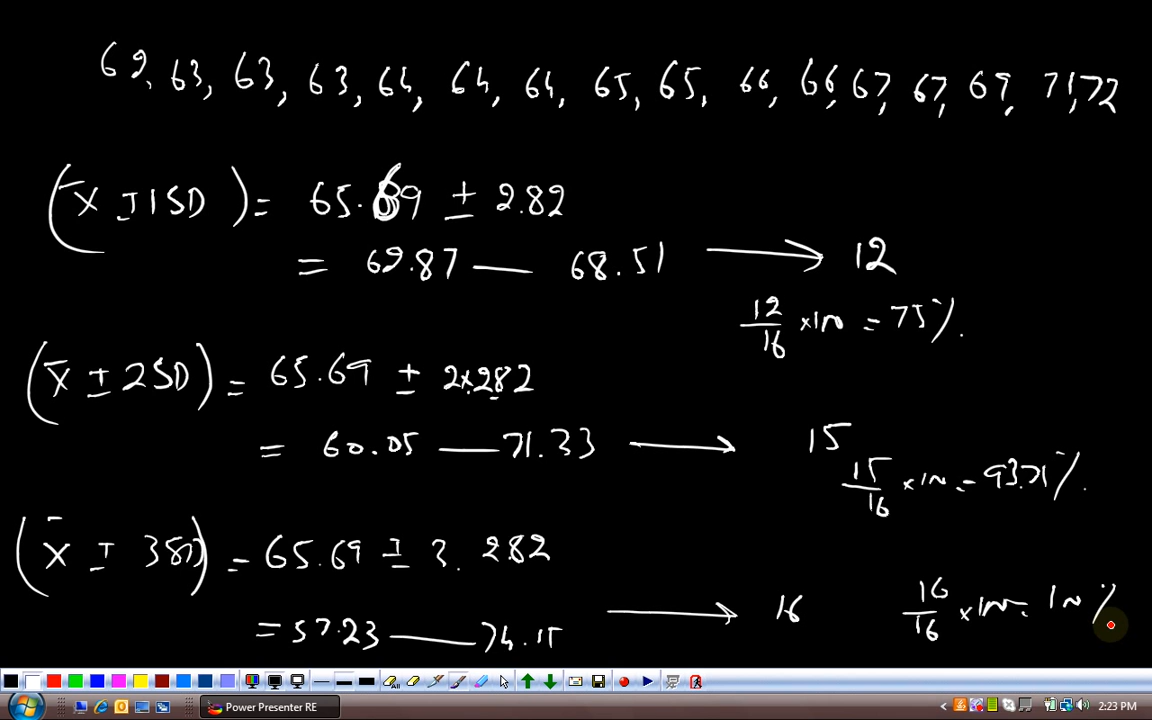 62, 63, 63, 63, 64, 64, 64, 65, 65, 66, 66, 67, 67, 69, 71, 72
(x̄ ± 1SD) = 65.69 ± 2.82
= 62.87 — 68.51 → 12
12/16 × 100 = 75%.
(x̄ ± 2SD) = 65.69 ± 2×2.82
= 60.05 — 71.33 → 15
15/16 × 100 = 93.75%.
(x̄ ± 3SD) = 65.69 ± 3. 2.82
= 57.23 — 74.15 → 16
16/16 × 100 = 100%
All
Power Presenter RE
2:23 PM